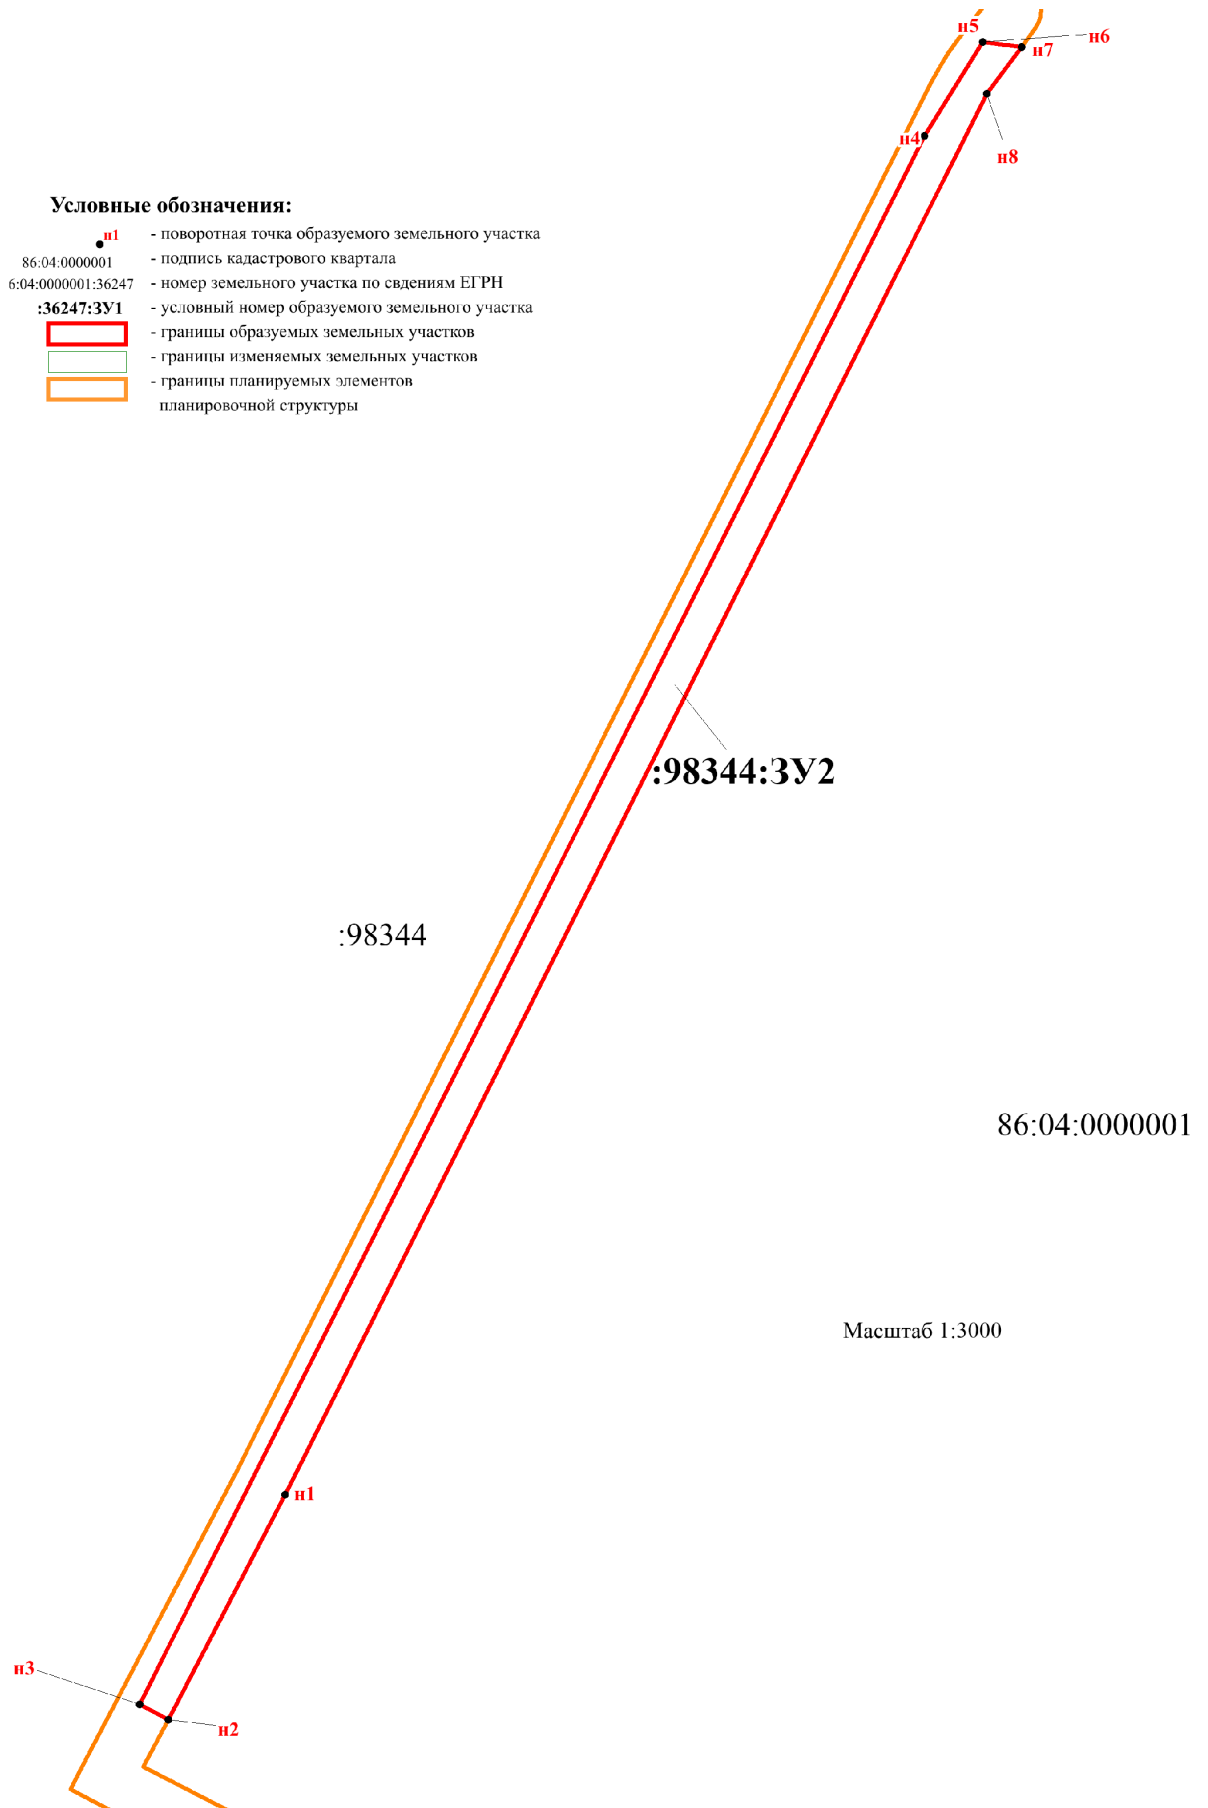 н5
н6
н7
н4
н8
Условные обозначения:
н1 - поворотная точка образуемого земельного участка
86:04:0000001 - подпись кадастрового квартала
6:04:0000001:36247 - номер земельного участка по свдениям ЕГРН
:36247:ЗУ1 - условный номер образуемого земельного участка
- границы образуемых земельных участков
- границы изменяемых земельных участков
- границы планируемых элементов
планировочной структуры
:98344:ЗУ2
:98344
86:04:0000001
Масштаб 1:3000
н1
н3
н2